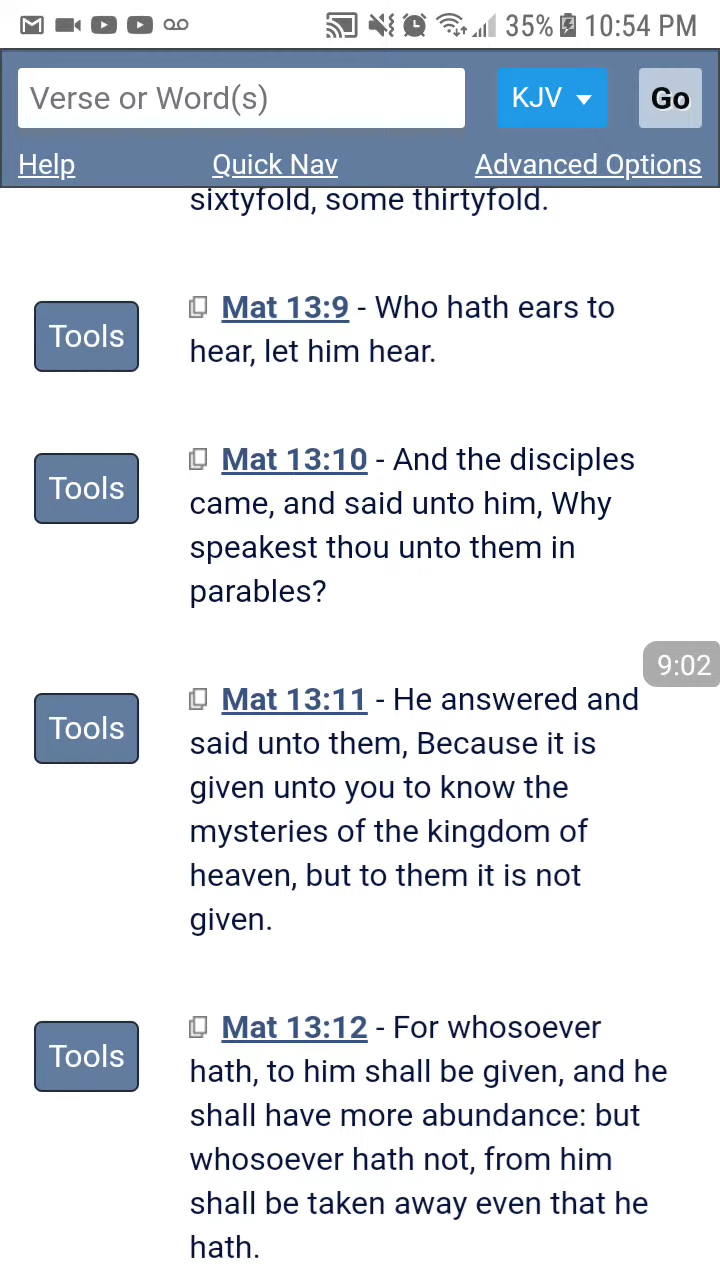 35% 10:54 PM
Verse or Word(s) KJV Go
Help Quick Nav Advanced Options
sixtyfold, some thirtyfold.
Tools
Mat 13:9 - Who hath ears to
hear, let him hear.
Tools
Mat 13:10 - And the disciples
came, and said unto him, Why
speakest thou unto them in
parables?
9:02
Tools
Mat 13:11 - He answered and
said unto them, Because it is
given unto you to know the
mysteries of the kingdom of
heaven, but to them it is not
given.
Tools
Mat 13:12 - For whosoever
hath, to him shall be given, and he
shall have more abundance: but
whosoever hath not, from him
shall be taken away even that he
hath.